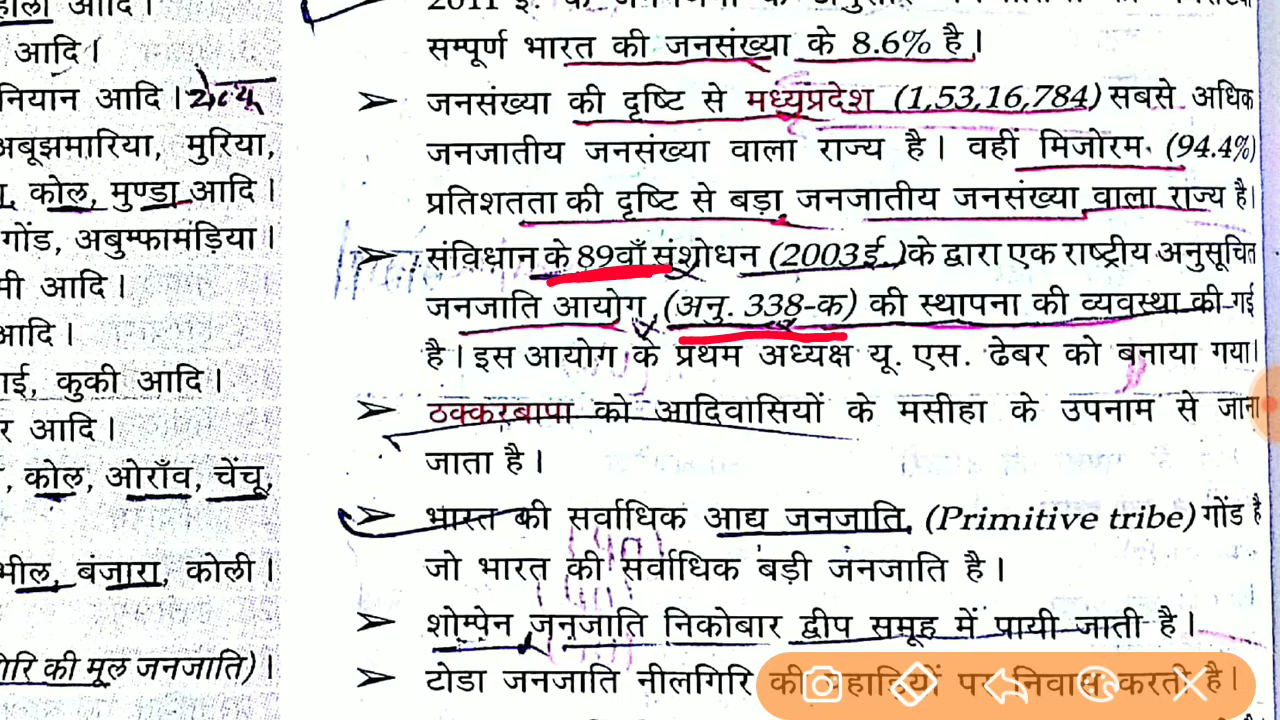 आदि।
नियान आदि।
अबूझमारिया, मुरिया,
कोल, मुण्डा आदि।
गोंड, अबुम्फामंड़िया।
मी आदि।
आदि।
ाई, कुकी आदि।
र आदि।
, कोल, ओराँव, चेंचू,
भील, बंजारा, कोली।
गिरि की मूल जनजाति)।
सम्पूर्ण भारत की जनसंख्या के 8.6% है।
➢ जनसंख्या की दृष्टि से मध्यप्रदेश (1,53,16,784) सबसे अधिक
जनजातीय जनसंख्या वाला राज्य है। वहीं मिजोरम (94.4%)
प्रतिशतता की दृष्टि से बड़ा जनजातीय जनसंख्या वाला राज्य है।
➢ संविधान के 89वाँ संशोधन (2003 ई.) के द्वारा एक राष्ट्रीय अनुसूचित
जनजाति आयोग (अनु. 338-क) की स्थापना की व्यवस्था की गई
है। इस आयोग के प्रथम अध्यक्ष यू. एस. ढेबर को बनाया गया।
➢ ठक्करबापा को आदिवासियों के मसीहा के उपनाम से जाना
जाता है।
➢ भारत की सर्वाधिक आद्य जनजाति (Primitive tribe) गोंड है
जो भारत की सर्वाधिक बड़ी जनजाति है।
➢ शोम्पेन जनजाति निकोबार द्वीप समूह में पायी जाती है।
➢ टोडा जनजाति नीलगिरि की पहाड़ियों पर निवास करती है।